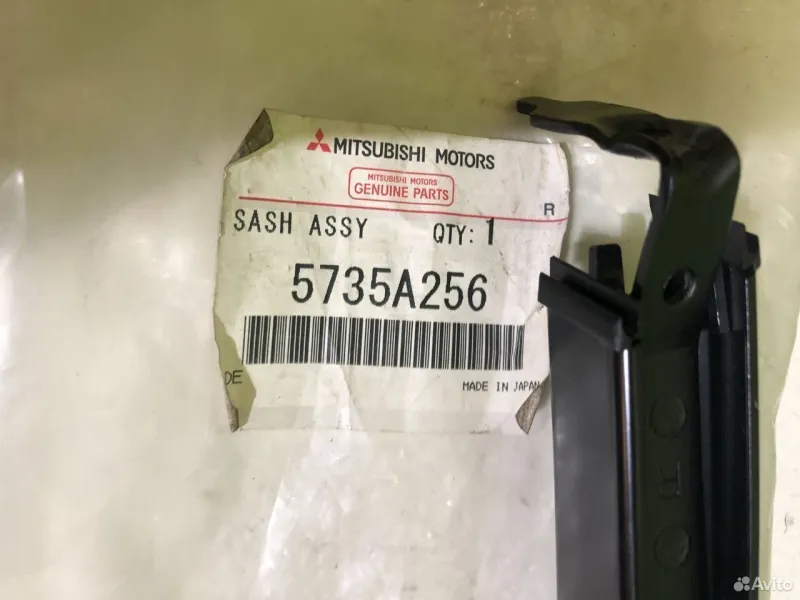 MITSUBISHI MOTORS
MITSUBISHI MOTORS
GENUINE PARTS
R
SASH ASSY QTY: 1
5735A256
DE MADE IN JAPAN
R
Avito